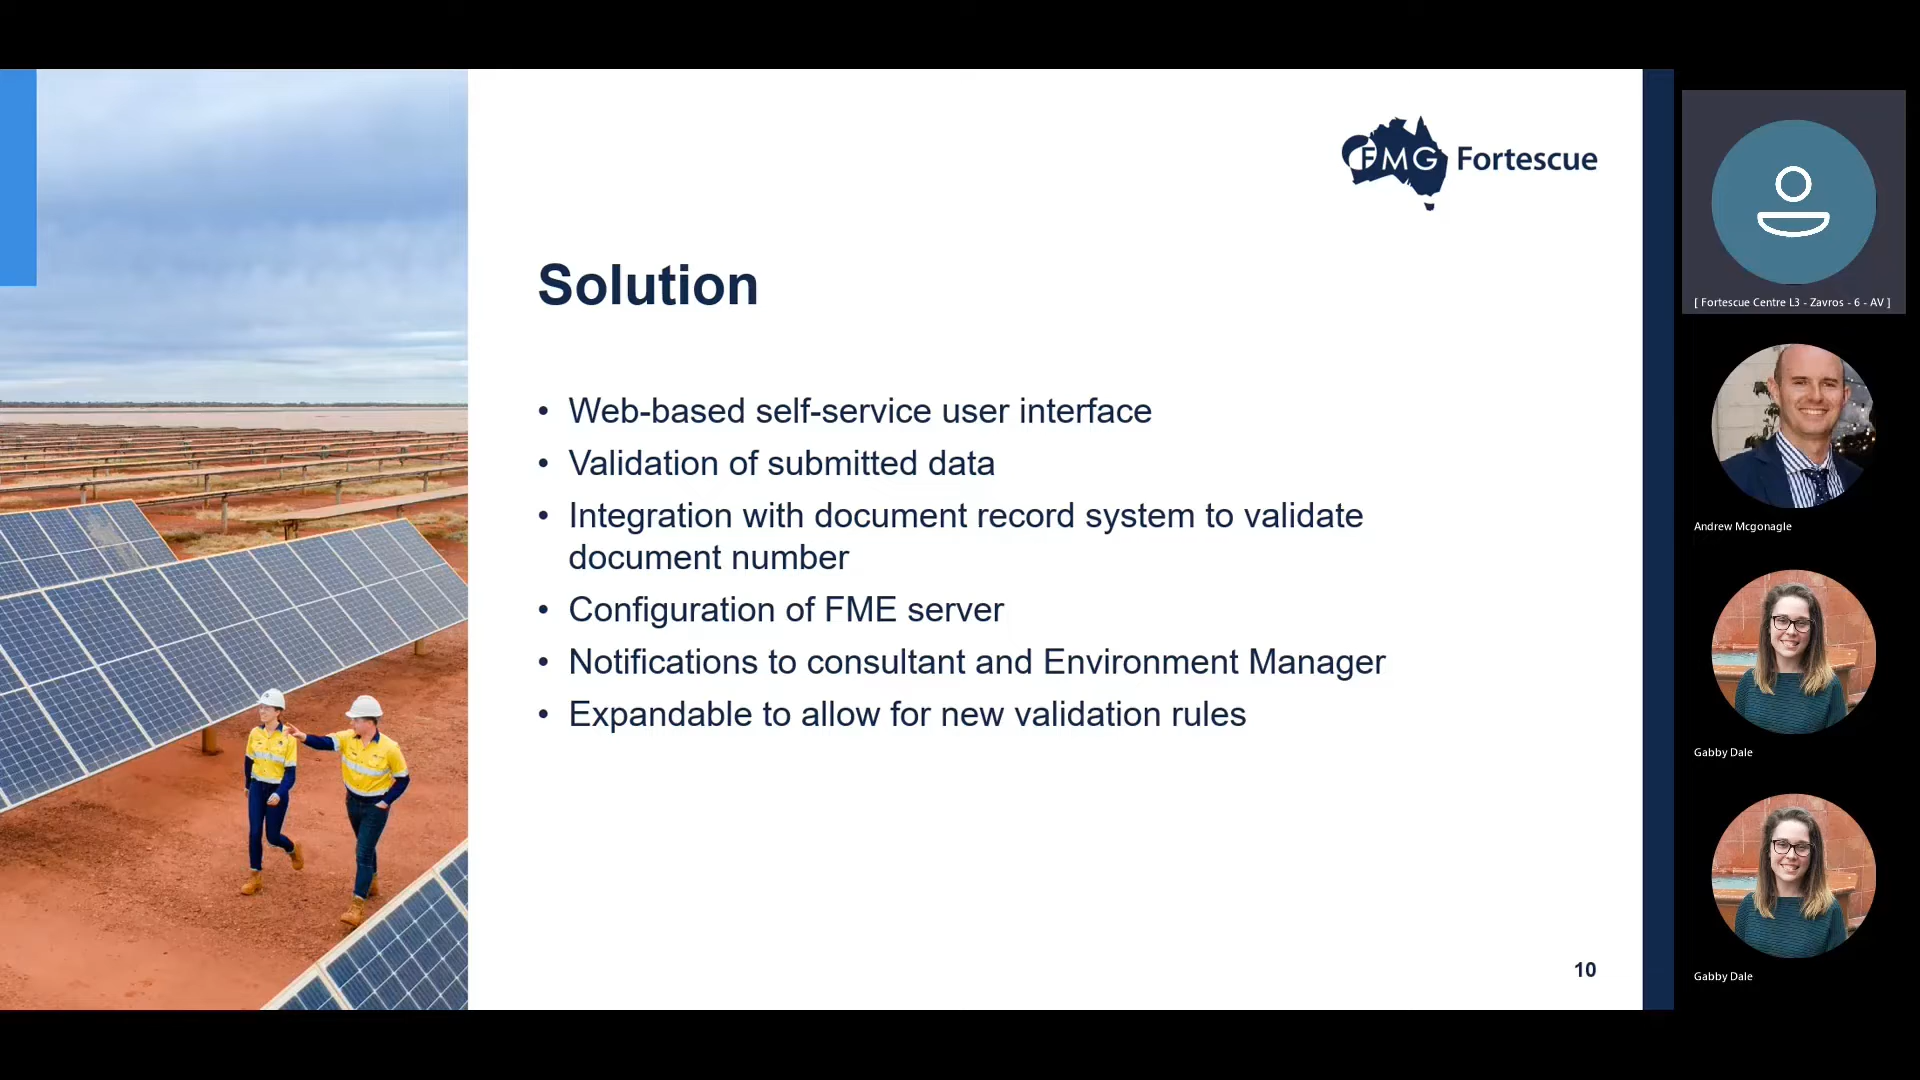 FMG Fortescue
Solution
• Web-based self-service user interface
• Validation of submitted data
• Integration with document record system to validate
document number
• Configuration of FME server
• Notifications to consultant and Environment Manager
• Expandable to allow for new validation rules
10
[ Fortescue Centre L3 - Zavros - 6 - AV ]
Andrew Mcgonagle
Gabby Dale
Gabby Dale